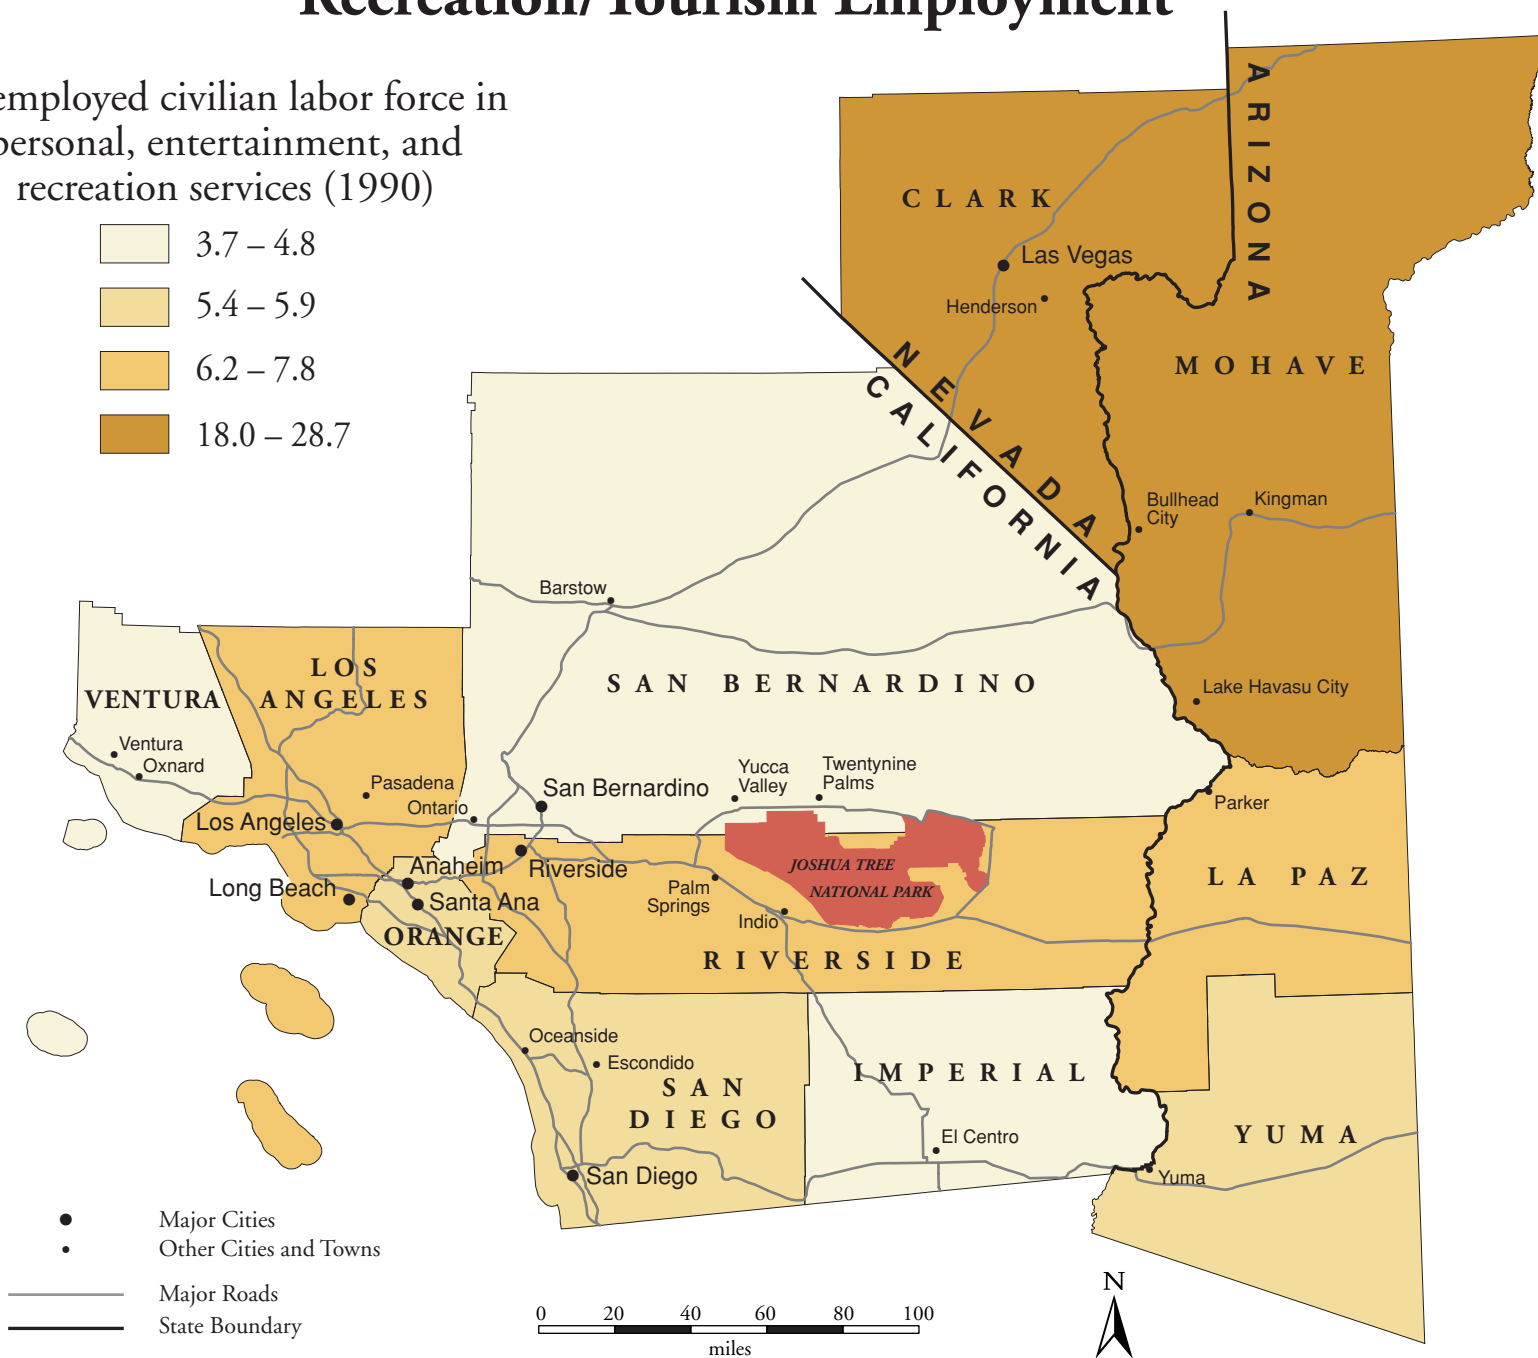 Recreation/Tourism Employment
employed civilian labor force in
personal, entertainment, and
recreation services (1990)
3.7 – 4.8
5.4 – 5.9
6.2 – 7.8
18.0 – 28.7
ARIZONA
CLARK
Las Vegas
Henderson
NEVADA
CALIFORNIA
MOHAVE
Bullhead
City
Kingman
Barstow
LOS
ANGELES
VENTURA
SAN BERNARDINO
Lake Havasu City
Ventura
Oxnard
Pasadena
Ontario
San Bernardino
Yucca
Valley
Twentynine
Palms
Parker
Los Angeles
Anaheim
Riverside
JOSHUA TREE
NATIONAL PARK
LA PAZ
Long Beach
Santa Ana
Palm
Springs
Indio
ORANGE
RIVERSIDE
Oceanside
Escondido
SAN
DIEGO
IMPERIAL
El Centro
YUMA
San Diego
Yuma
Major Cities
Other Cities and Towns
Major Roads
State Boundary
0 20 40 60 80 100
miles
N